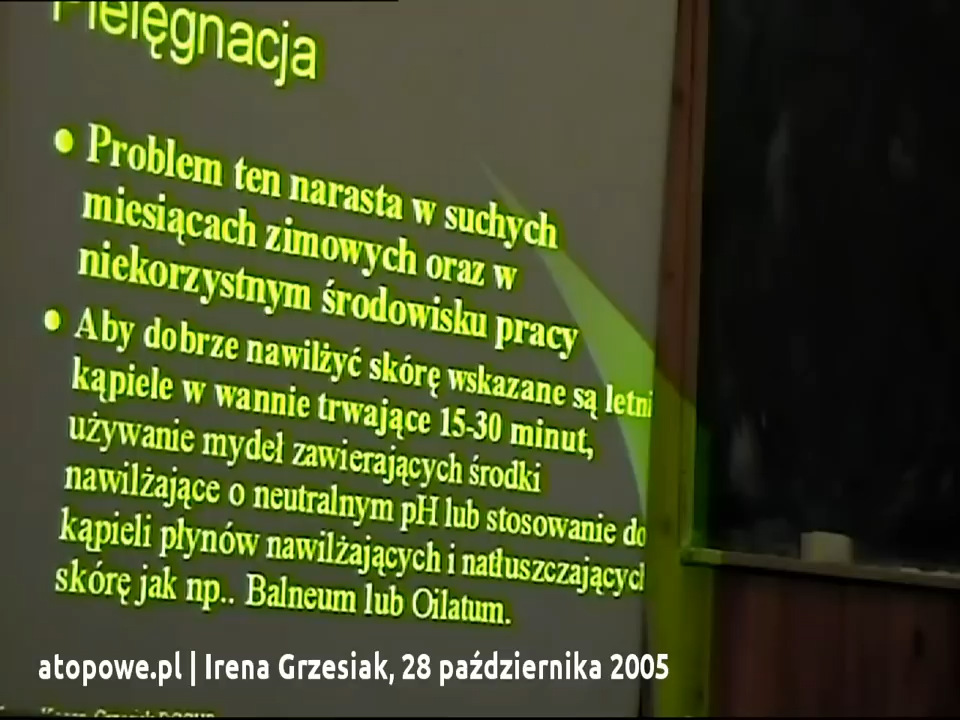 Pielęgnacja
• Problem ten narasta w suchych
miesiącach zimowych oraz w
niekorzystnym środowisku pracy
• Aby dobrze nawilżyć skórę wskazane są letni
kąpiele w wannie trwające 15-30 minut,
używanie mydeł zawierających środki
nawilżające o neutralnym pH lub stosowanie do
kąpieli płynów nawilżających i natłuszczających
skórę jak np.. Balneum lub Oilatum.
atopowe.pl | Irena Grzesiak, 28 października 2005